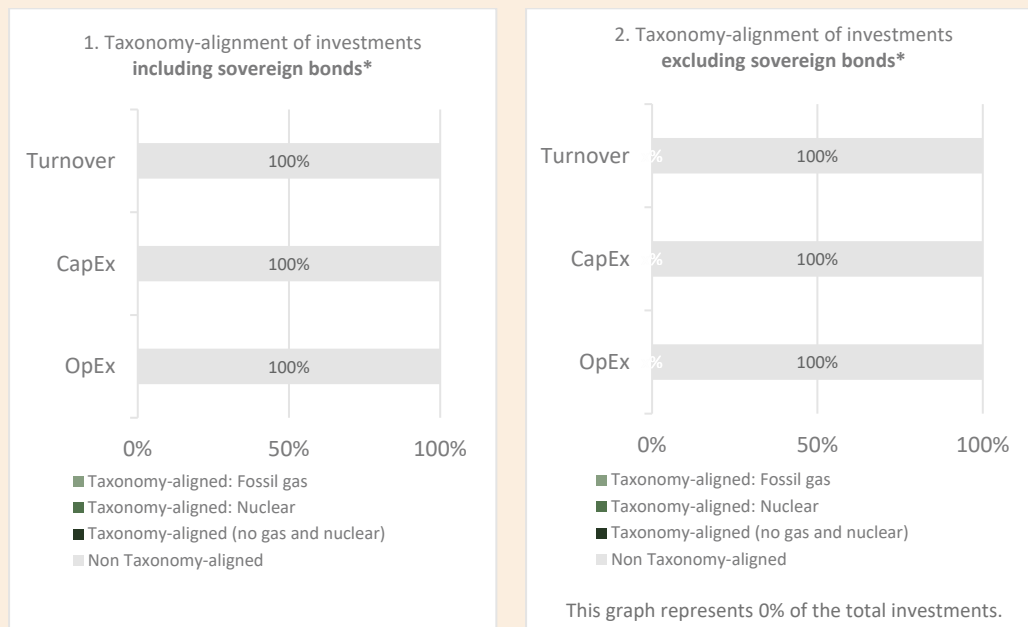 1. Taxonomy-alignment of investments
including sovereign bonds*
Turnover
100%
CapEx
100%
OpEx
100%
0%
50%
100%
Taxonomy-aligned: Fossil gas
Taxonomy-aligned: Nuclear
Taxonomy-aligned (no gas and nuclear)
Non Taxonomy-aligned
2. Taxonomy-alignment of investments
excluding sovereign bonds*
Turnover
%
100%
CapEx
%
100%
OpEx
%
100%
0%
50%
100%
Taxonomy-aligned: Fossil gas
Taxonomy-aligned: Nuclear
Taxonomy-aligned (no gas and nuclear)
Non Taxonomy-aligned
This graph represents 0% of the total investments.